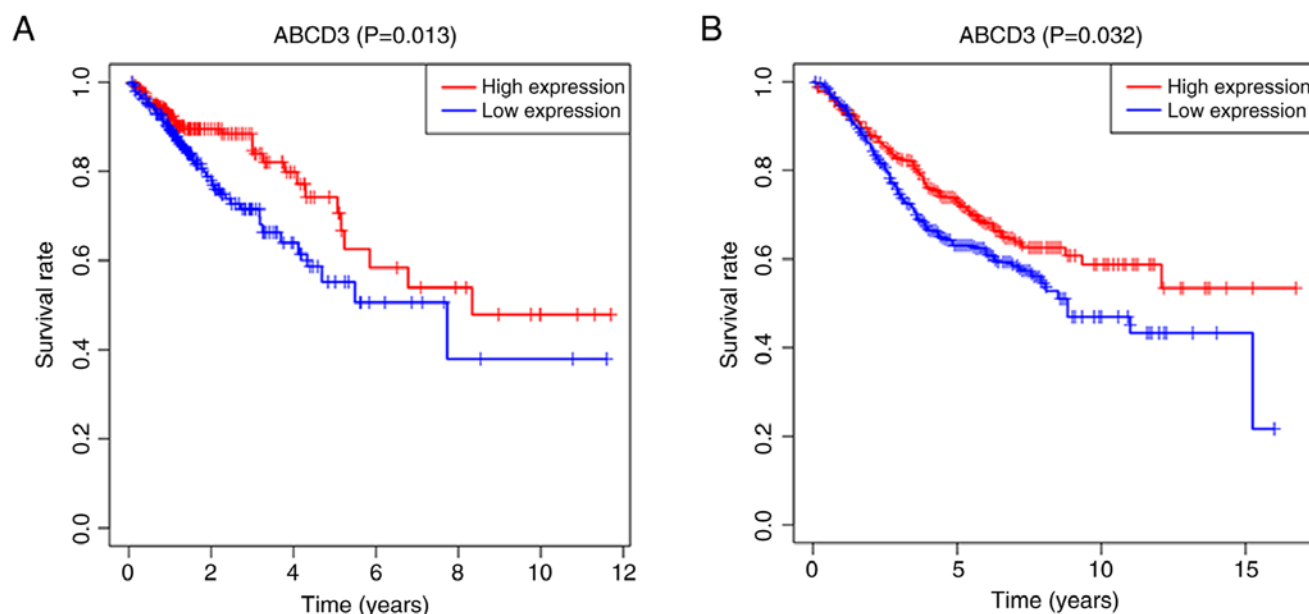 A
ABCD3 (P=0.013)
High expression
Low expression
Survival rate
1.0
0.8
0.6
0.4
0.2
0.0
0 2 4 6 8 10 12
Time (years)
B
ABCD3 (P=0.032)
High expression
Low expression
Survival rate
1.0
0.8
0.6
0.4
0.2
0.0
0 5 10 15
Time (years)